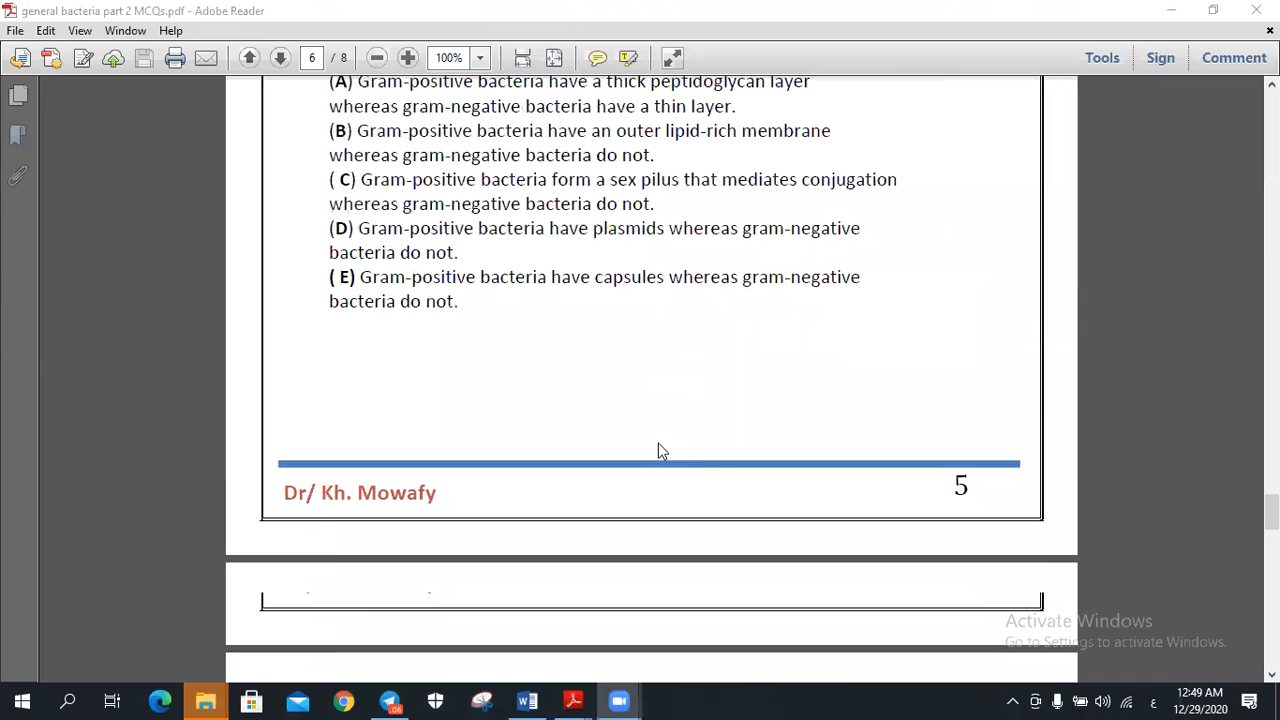 general bacteria part 2 MCQs.pdf - Adobe Reader
File Edit View Window Help
6 / 8 100% Tools Sign Comment
(A) Gram-positive bacteria have a thick peptidoglycan layer
whereas gram-negative bacteria have a thin layer.
(B) Gram-positive bacteria have an outer lipid-rich membrane
whereas gram-negative bacteria do not.
( C) Gram-positive bacteria form a sex pilus that mediates conjugation
whereas gram-negative bacteria do not.
(D) Gram-positive bacteria have plasmids whereas gram-negative
bacteria do not.
( E) Gram-positive bacteria have capsules whereas gram-negative
bacteria do not.
Dr/ Kh. Mowafy 5
Activate Windows
Go to Settings to activate Windows.
12:49 AM
ع
12/29/2020